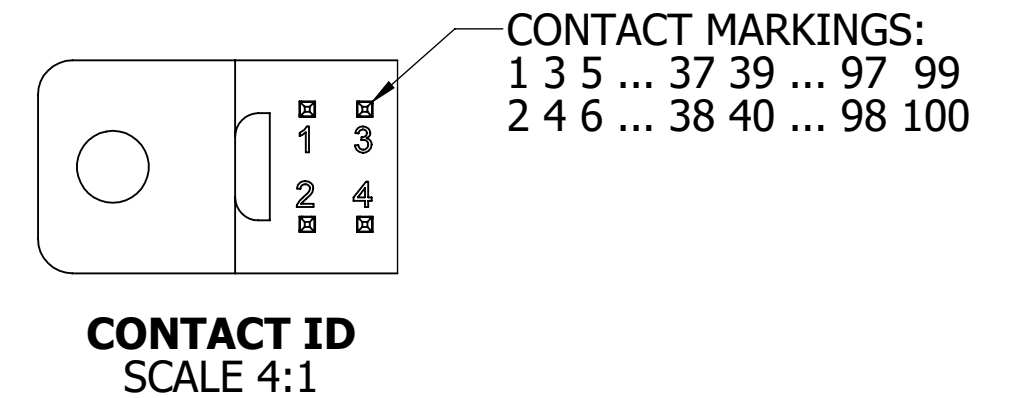 CONTACT MARKINGS:
1 3 5 ... 37 39 ... 97 99
2 4 6 ... 38 40 ... 98 100
1 3
2 4
CONTACT ID
SCALE 4:1